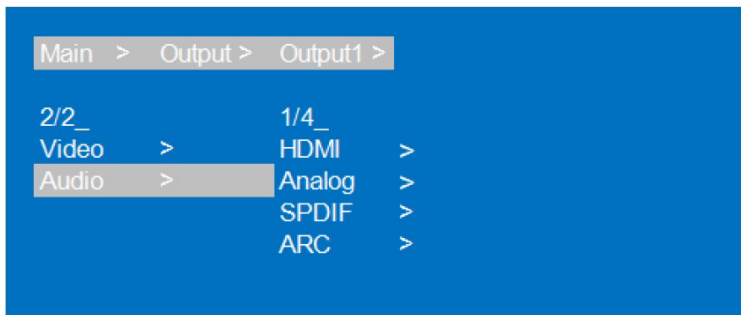 Main > Output > Output1 >
2/2_ 1/4_
Video > HDMI >
Audio > Analog >
SPDIF >
ARC >